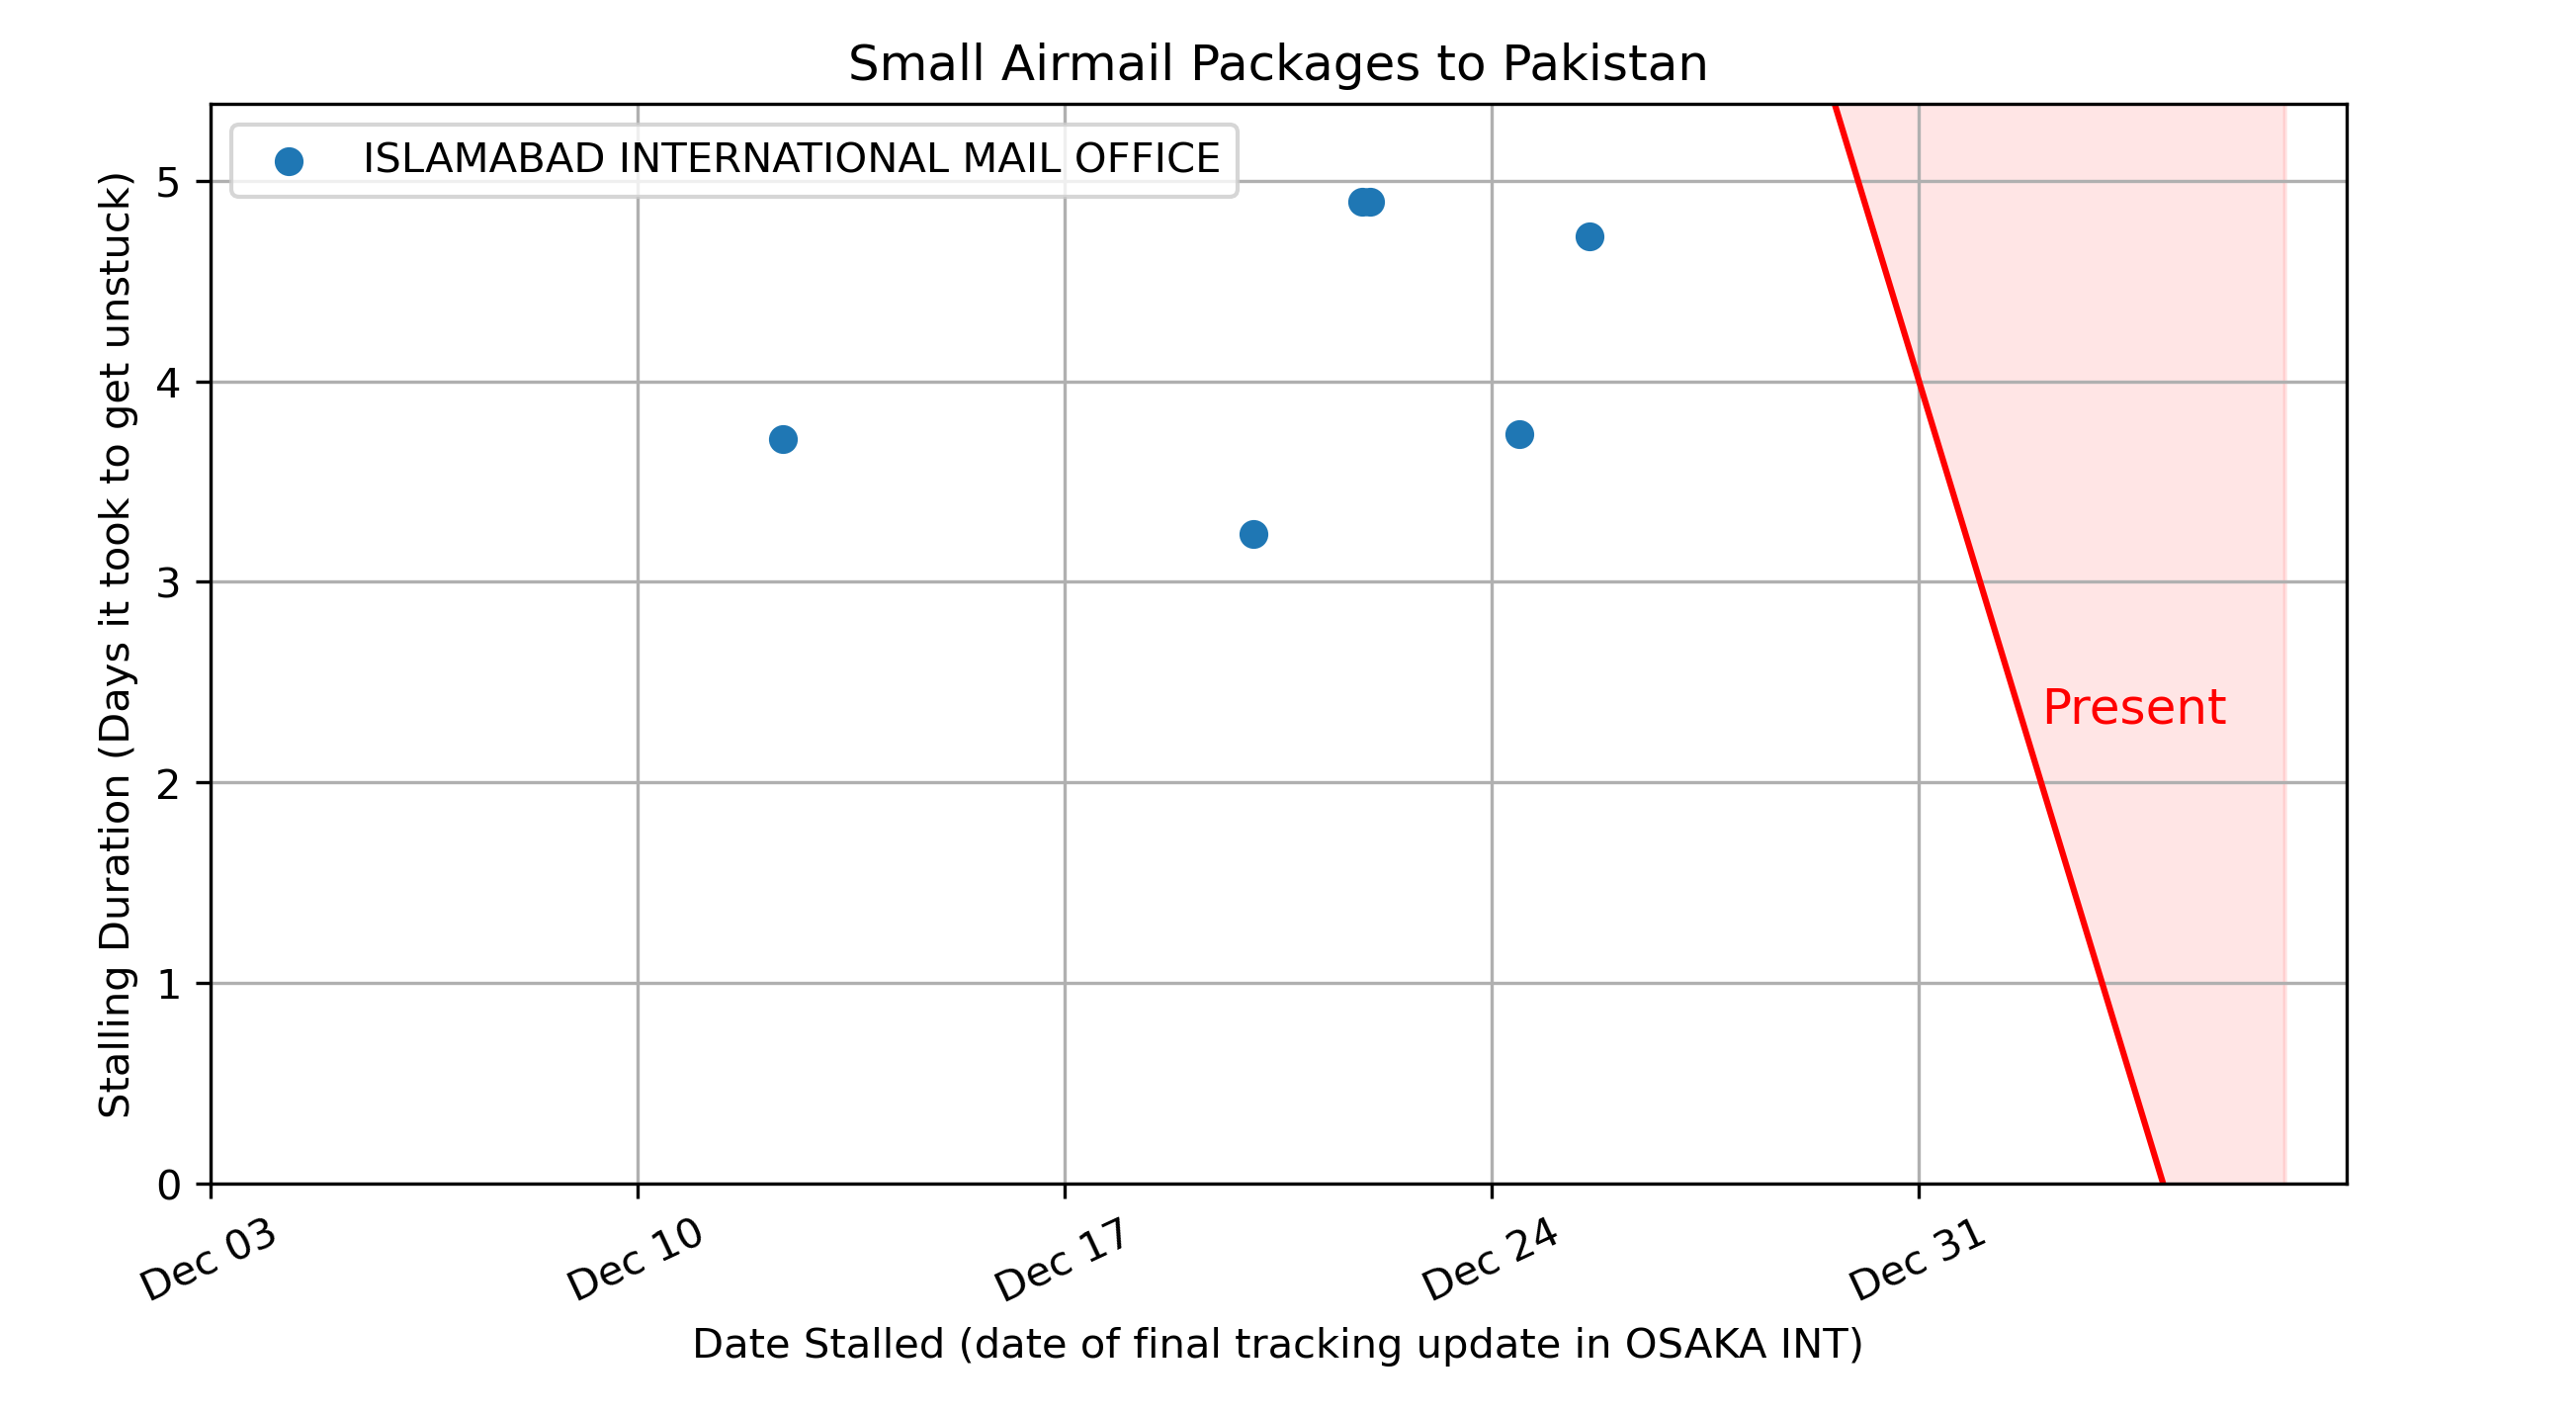 Small Airmail Packages to Pakistan
ISLAMABAD INTERNATIONAL MAIL OFFICE
Stalling Duration (Days it took to get unstuck)
5
4
3
2
1
0
Present
Dec 03
Dec 10
Dec 17
Dec 24
Dec 31
Date Stalled (date of final tracking update in OSAKA INT)